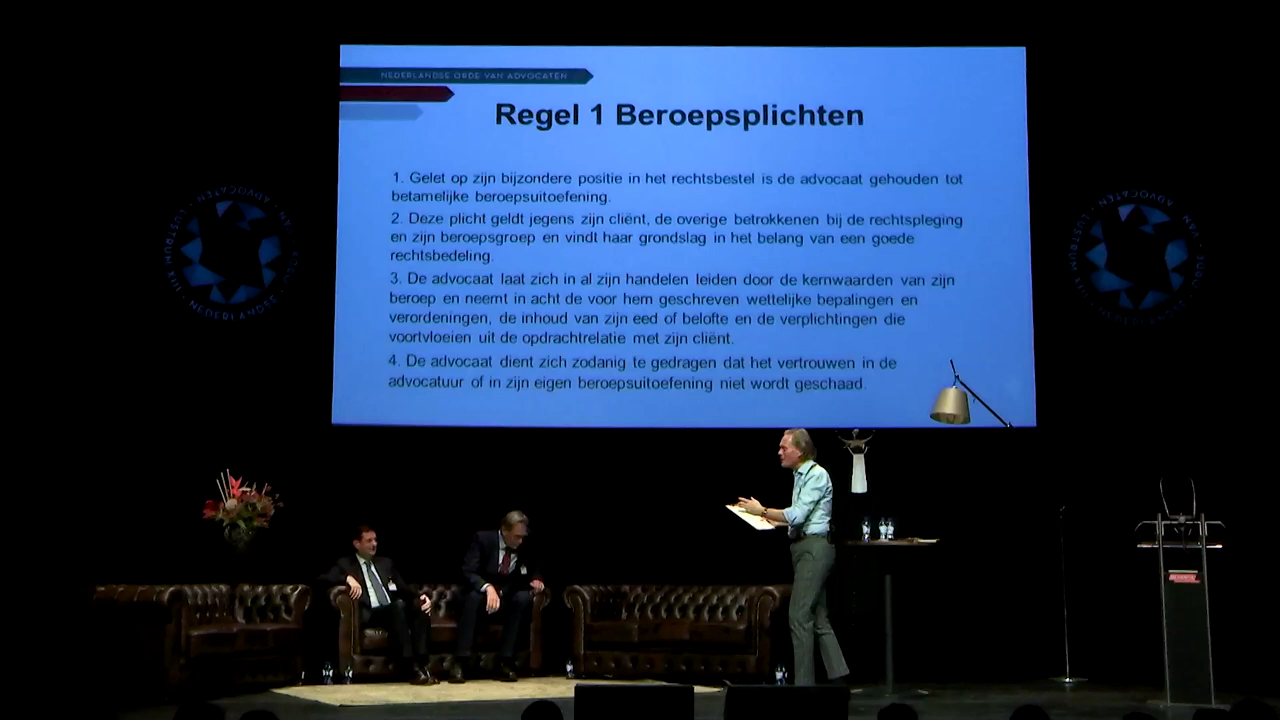 NEDERLANDSE ORDE VAN ADVOCATEN
Regel 1 Beroepsplichten
1. Gelet op zijn bijzondere positie in het rechtsbestel is de advocaat gehouden tot
betamelijke beroepsuitoefening.
2. Deze plicht geldt jegens zijn cliënt, de overige betrokkenen bij de rechtspleging
en zijn beroepsgroep en vindt haar grondslag in het belang van een goede
rechtsbedeling.
3. De advocaat laat zich in al zijn handelen leiden door de kernwaarden van zijn
beroep en neemt in acht de voor hem geschreven wettelijke bepalingen en
verordeningen, de inhoud van zijn eed of belofte en de verplichtingen die
voortvloeien uit de opdrachtrelatie met zijn cliënt.
4. De advocaat dient zich zodanig te gedragen dat het vertrouwen in de
advocatuur of in zijn eigen beroepsuitoefening niet wordt geschaad.